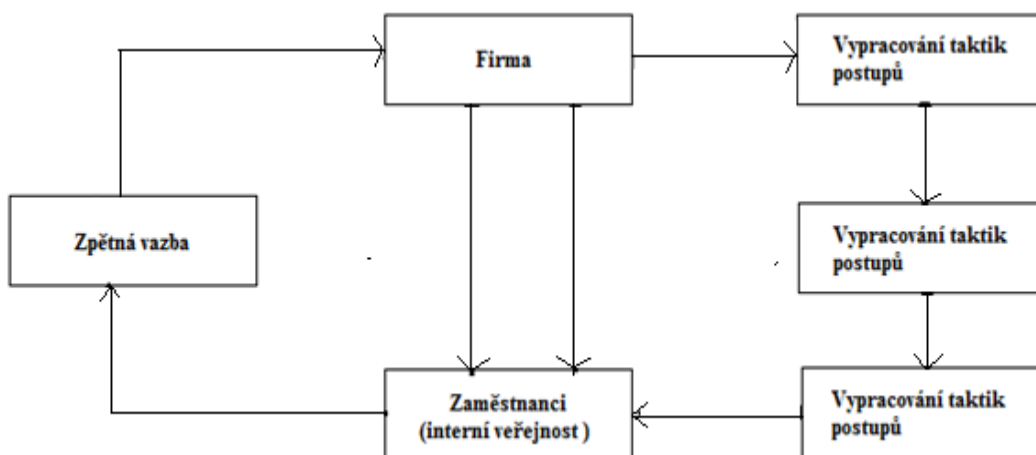 Firma
Vypracování taktik
postupů
Zpětná vazba
Vypracování taktik
postupů
Zaměstnanci
(interní veřejnost )
Vypracování taktik
postupů